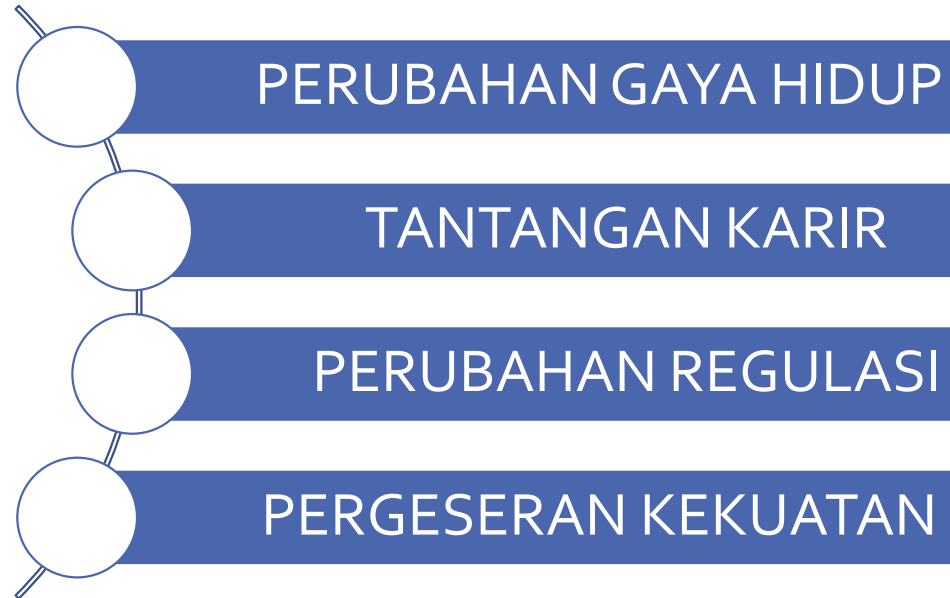 PERUBAHAN GAYA HIDUP
TANTANGAN KARIR
PERUBAHAN REGULASI
PERGESERAN KEKUATAN